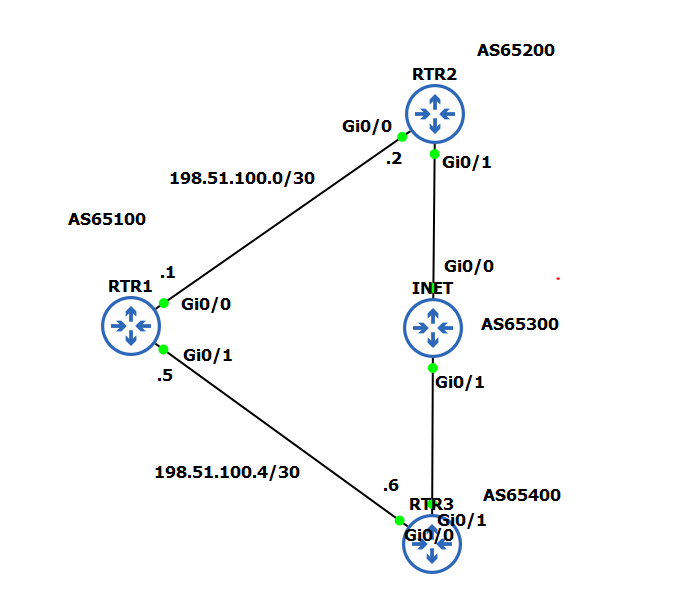 AS65200
RTR2
Gi0/0
.2
Gi0/1
198.51.100.0/30
AS65100
.1
RTR1
Gi0/0
Gi0/0
INET
AS65300
Gi0/1
.5
Gi0/1
198.51.100.4/30
.6
RTR3
AS65400
Gi0/1
Gi0/0